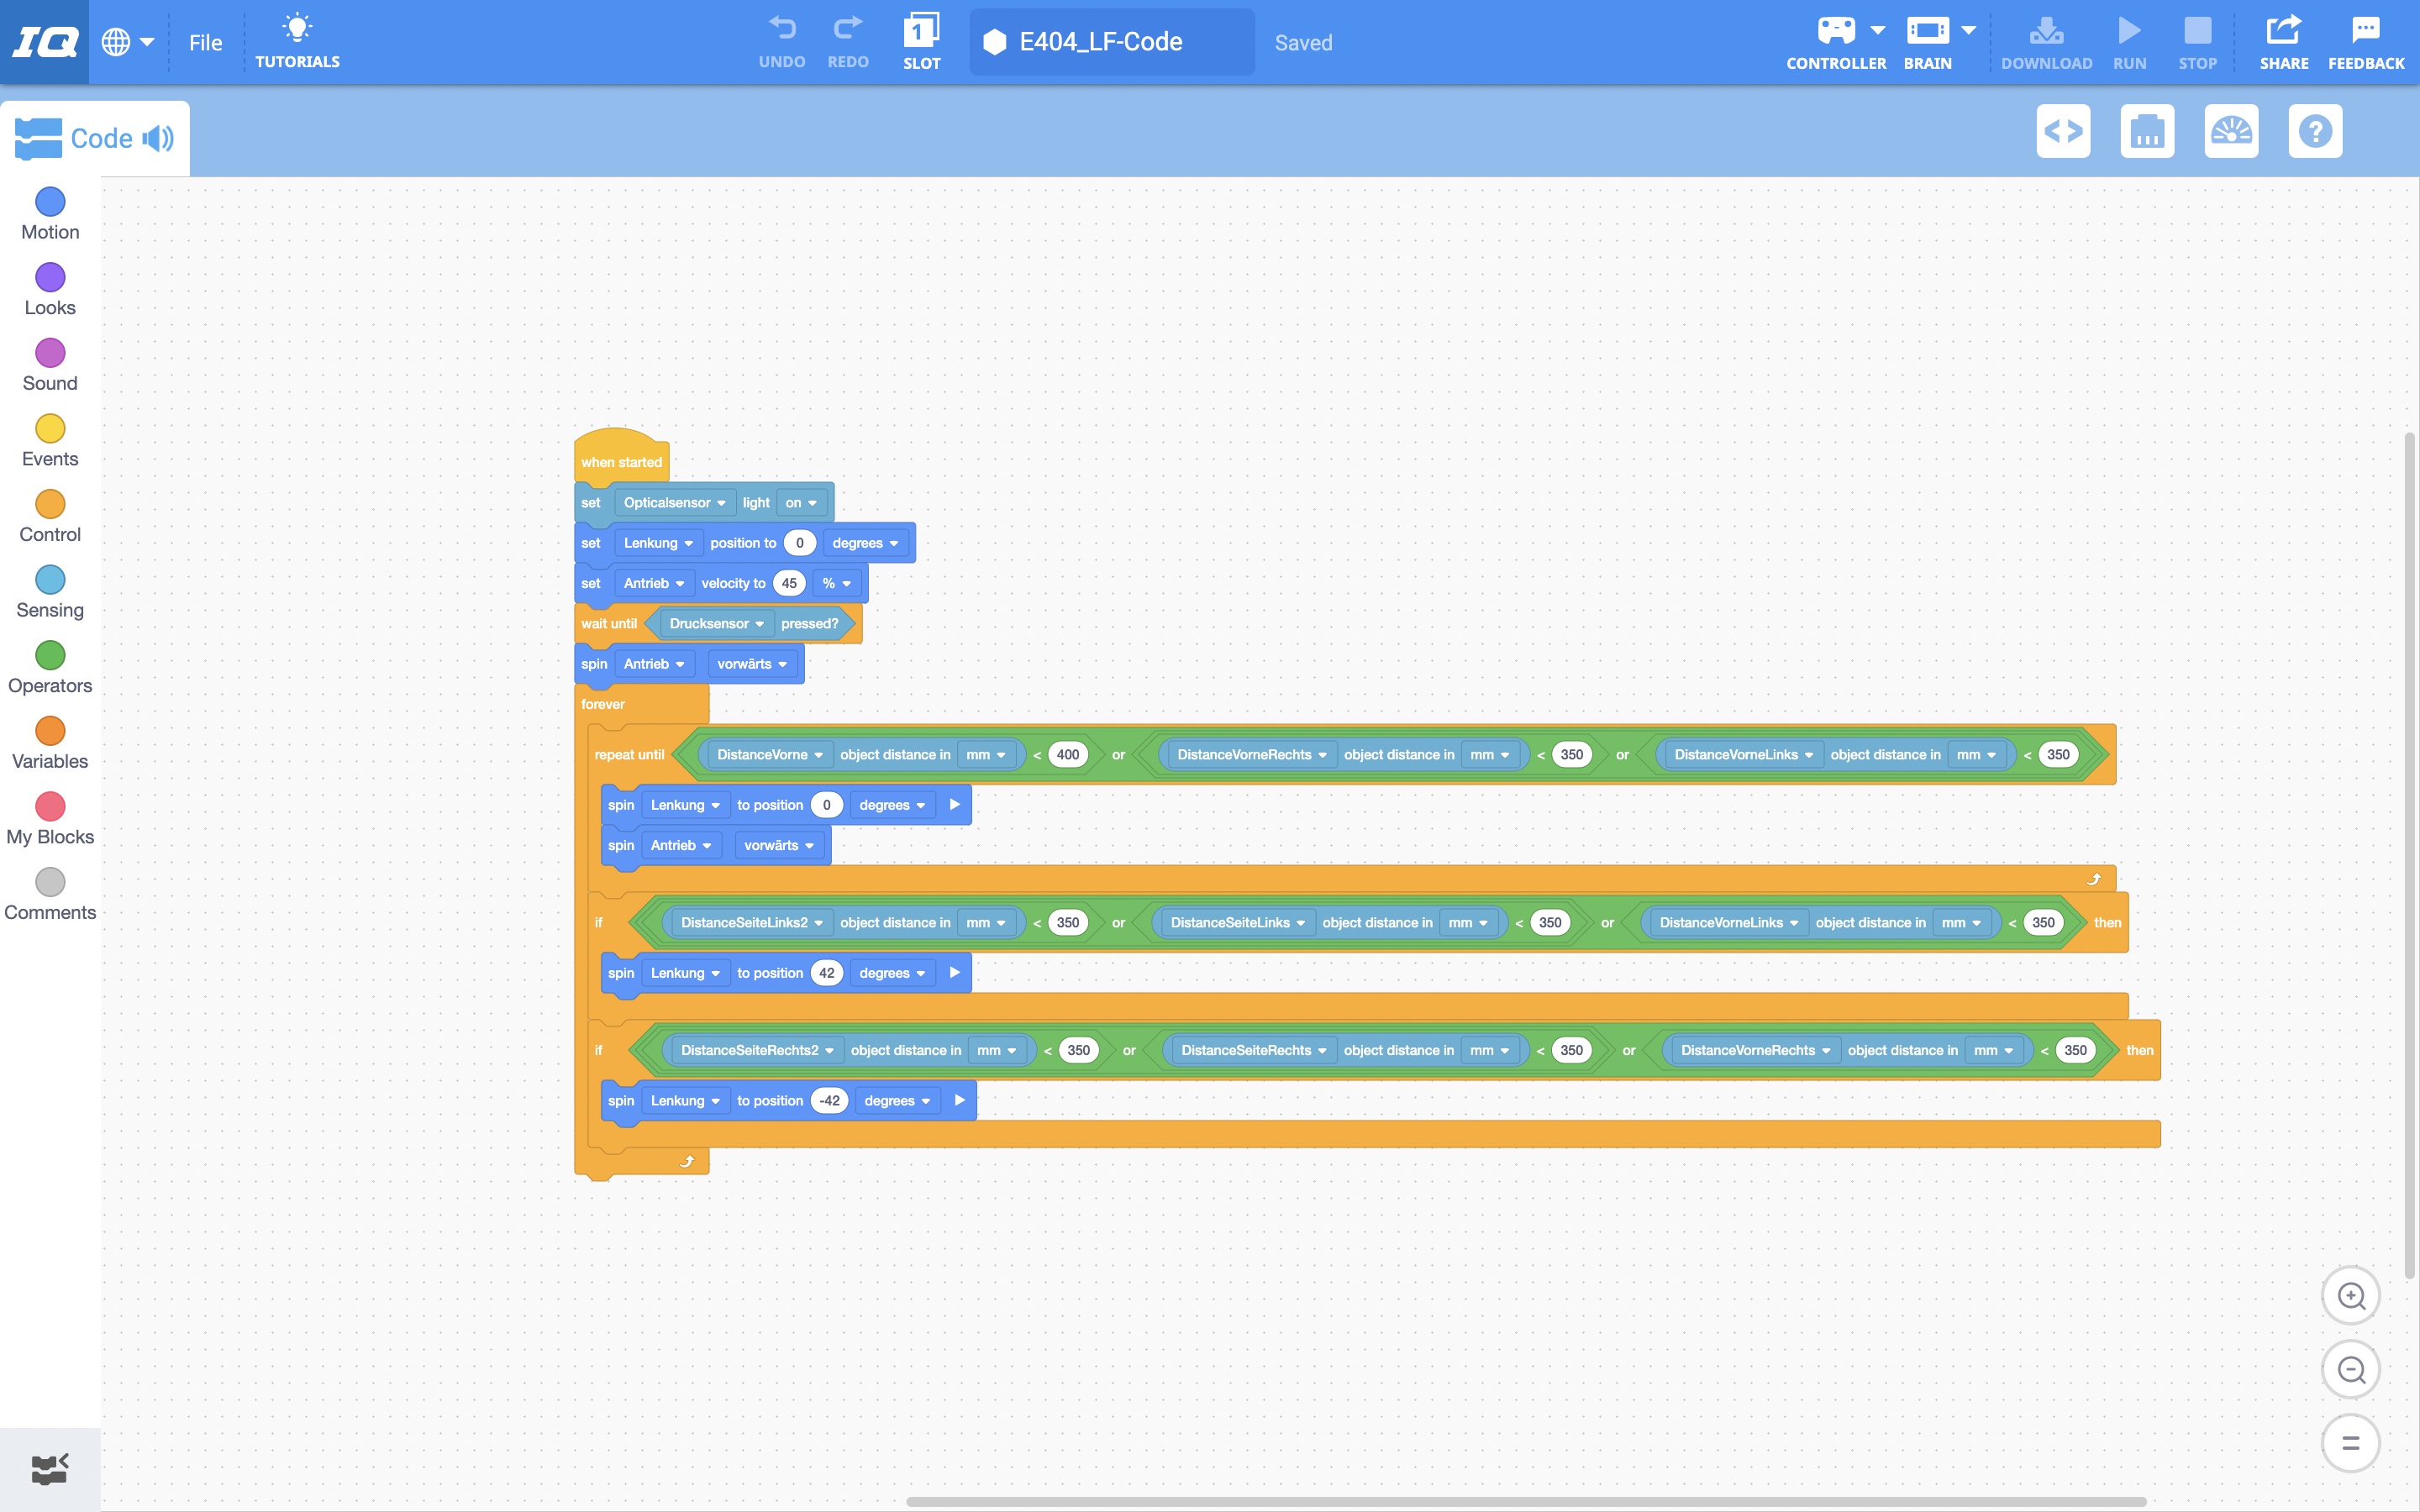 IQ File TUTORIALS UNDO REDO 1 SLOT E404_LF-Code Saved CONTROLLER BRAIN DOWNLOAD RUN STOP SHARE FEEDBACK
Code
?
Motion
Looks
Sound
Events
Control
Sensing
Operators
Variables
My Blocks
Comments
when started
set Opticalsensor light on
set Lenkung position to 0 degrees
set Antrieb velocity to 45 %
wait until Drucksensor pressed?
spin Antrieb vorwärts
forever
repeat until DistanceVorne object distance in mm < 400 or DistanceVorneRechts object distance in mm < 350 or DistanceVorneLinks object distance in mm < 350
spin Lenkung to position 0 degrees
spin Antrieb vorwärts
if DistanceSeiteLinks2 object distance in mm < 350 or DistanceSeiteLinks object distance in mm < 350 or DistanceVorneLinks object distance in mm < 350 then
spin Lenkung to position 42 degrees
if DistanceSeiteRechts2 object distance in mm < 350 or DistanceSeiteRechts object distance in mm < 350 or DistanceVorneRechts object distance in mm < 350 then
spin Lenkung to position -42 degrees